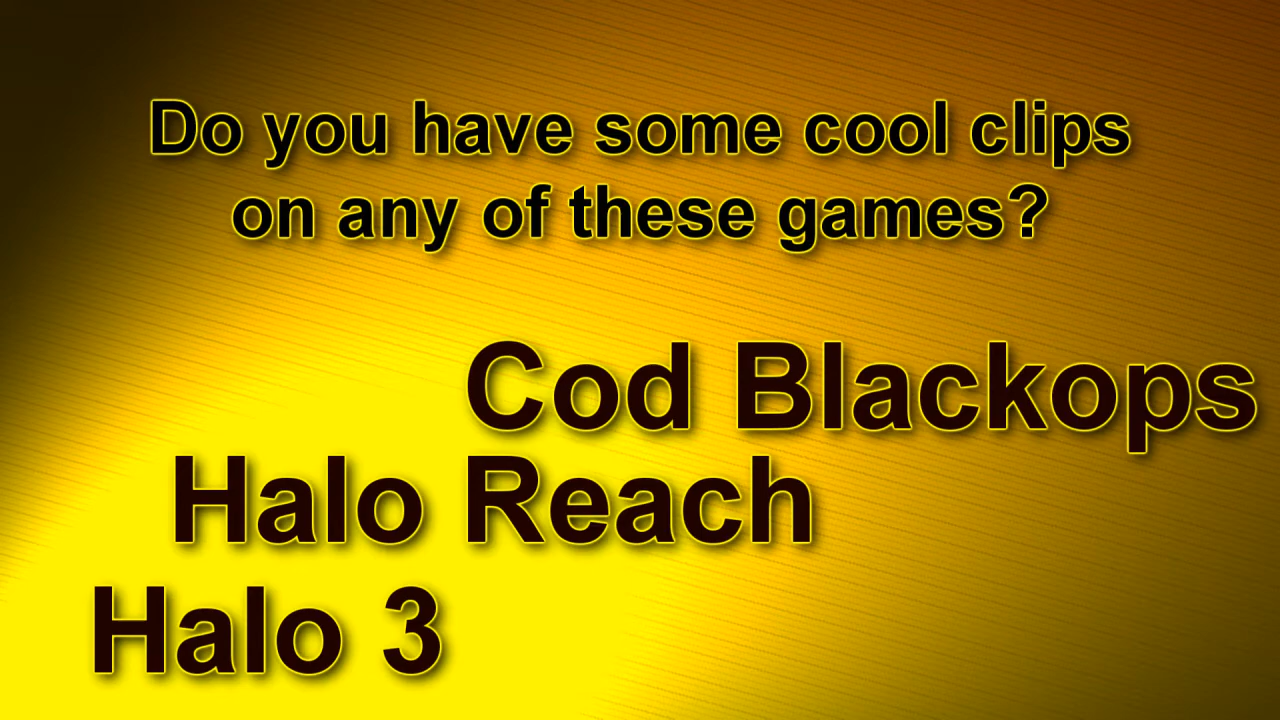 Do you have some cool clips
on any of these games?
Cod Blackops
Halo Reach
Halo 3